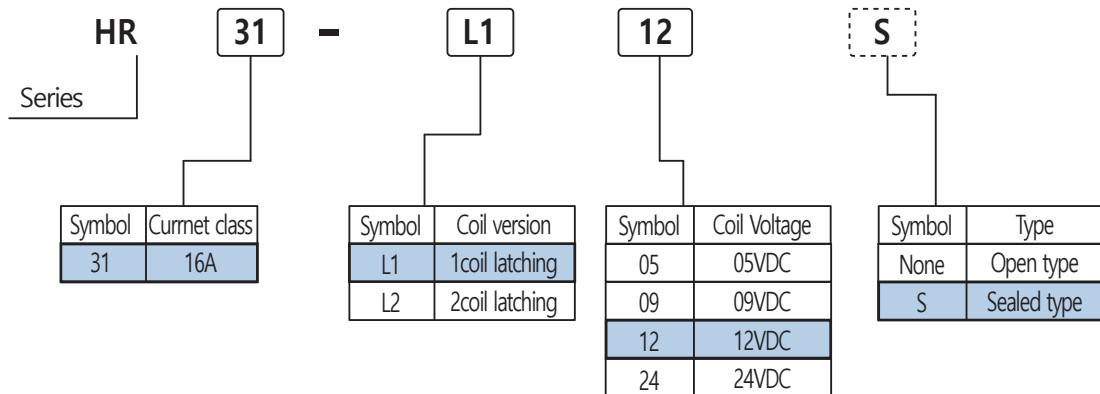 HR 31 - L1 12 S
Series
Symbol Currnet class
31 16A
Symbol Coil version
L1 1coil latching
L2 2coil latching
Symbol Coil Voltage
05 05VDC
09 09VDC
12 12VDC
24 24VDC
Symbol Type
None Open type
S Sealed type